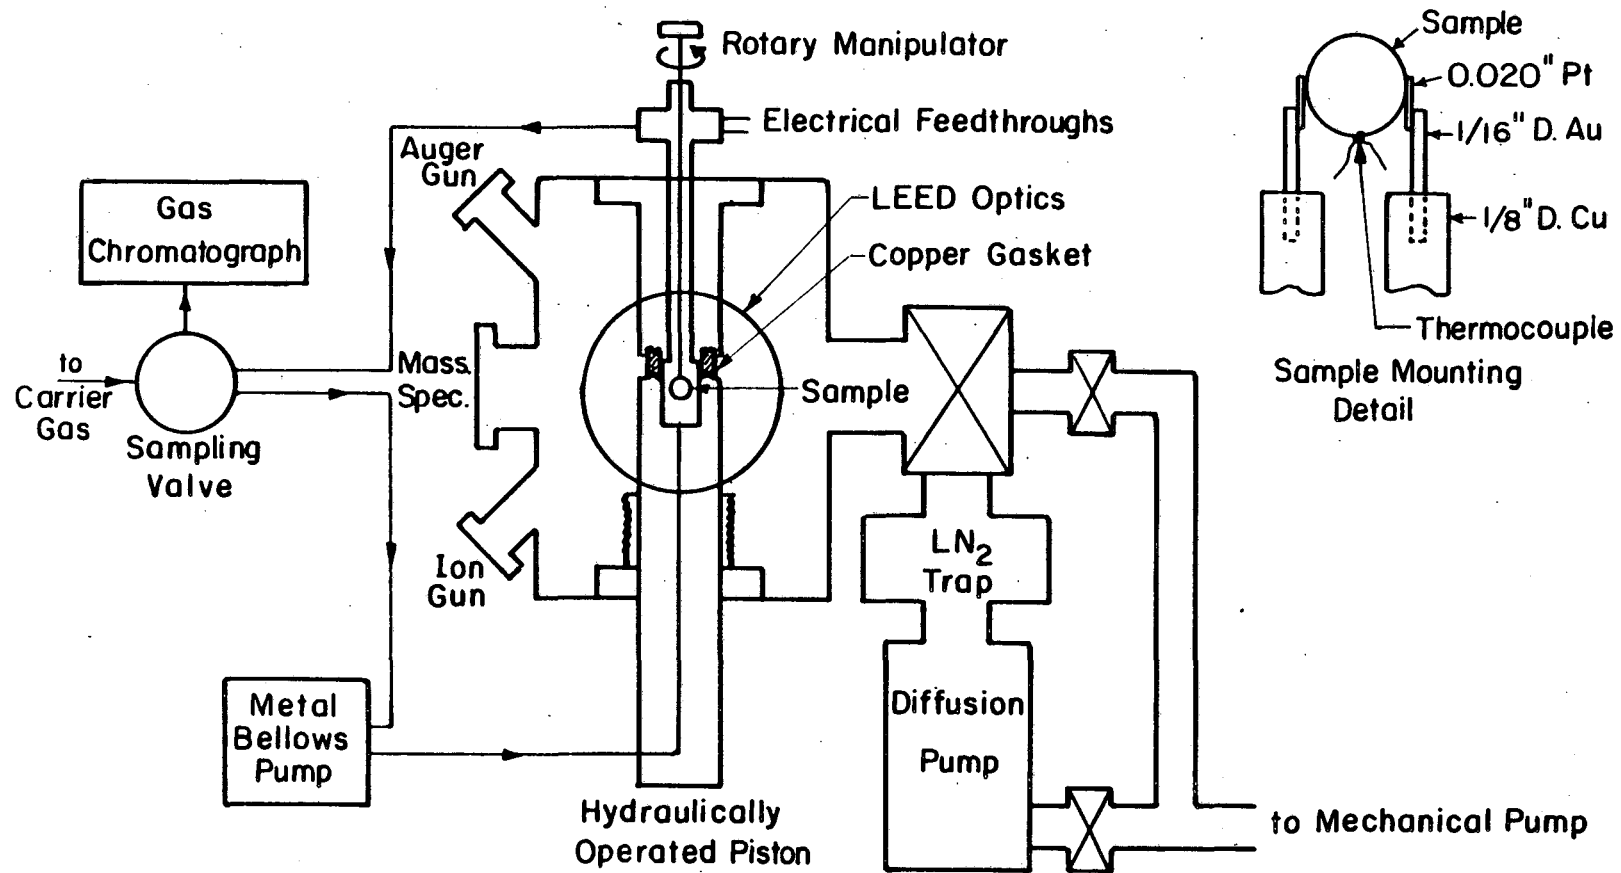 Rotary Manipulator
Electrical Feedthroughs
Auger
Gun
LEED Optics
Copper Gasket
Gas
Chromatograph
to
Carrier
Gas
Sampling
Valve
Mass.
Spec.
Sample
Ion
Gun
LN2
Trap
Metal
Bellows
Pump
Diffusion
Pump
Hydraulically
Operated Piston
to Mechanical Pump
Sample
0.020" Pt
1/16" D. Au
1/8" D. Cu
Thermocouple
Sample Mounting
Detail